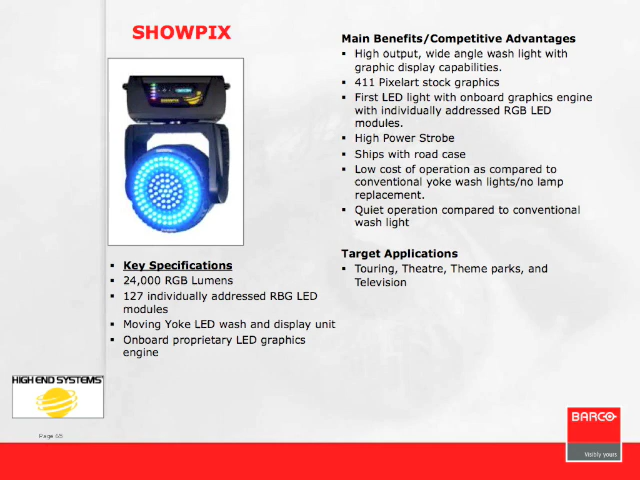 SHOWPIX
▪ Key Specifications
▪ 24,000 RGB Lumens
▪ 127 individually addressed RBG LED
modules
▪ Moving Yoke LED wash and display unit
▪ Onboard proprietary LED graphics
engine
Main Benefits/Competitive Advantages
▪ High output, wide angle wash light with
graphic display capabilities.
▪ 411 Pixelart stock graphics
▪ First LED light with onboard graphics engine
with individually addressed RGB LED
modules.
▪ High Power Strobe
▪ Ships with road case
▪ Low cost of operation as compared to
conventional yoke wash lights/no lamp
replacement.
▪ Quiet operation compared to conventional
wash light
Target Applications
▪ Touring, Theatre, Theme parks, and
Television
HIGH END SYSTEMS
Page
BARCO
Visibly yours